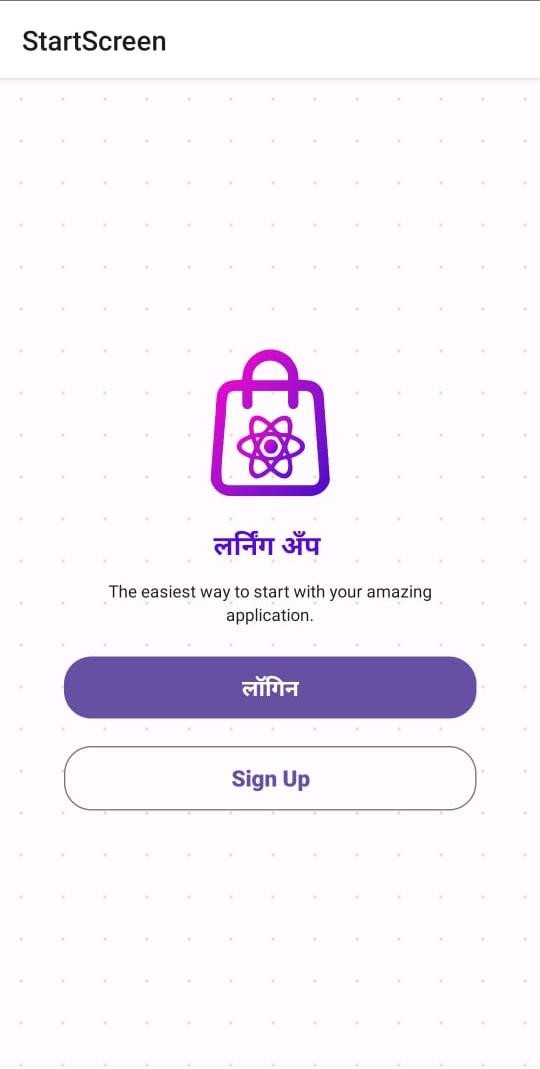 StartScreen
लर्निंग अँप
The easiest way to start with your amazing
application.
लॉगिन
Sign Up